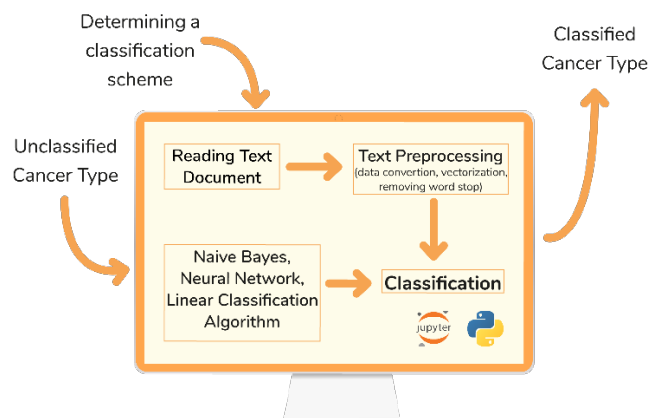 Determining a
classification
scheme
Classified
Cancer Type
Unclassified
Cancer Type
Reading Text
Document
Text Preprocessing
(data convertion, vectorization,
removing word stop)
Naive Bayes,
Neural Network,
Linear Classification
Algorithm
Classification
jupyter